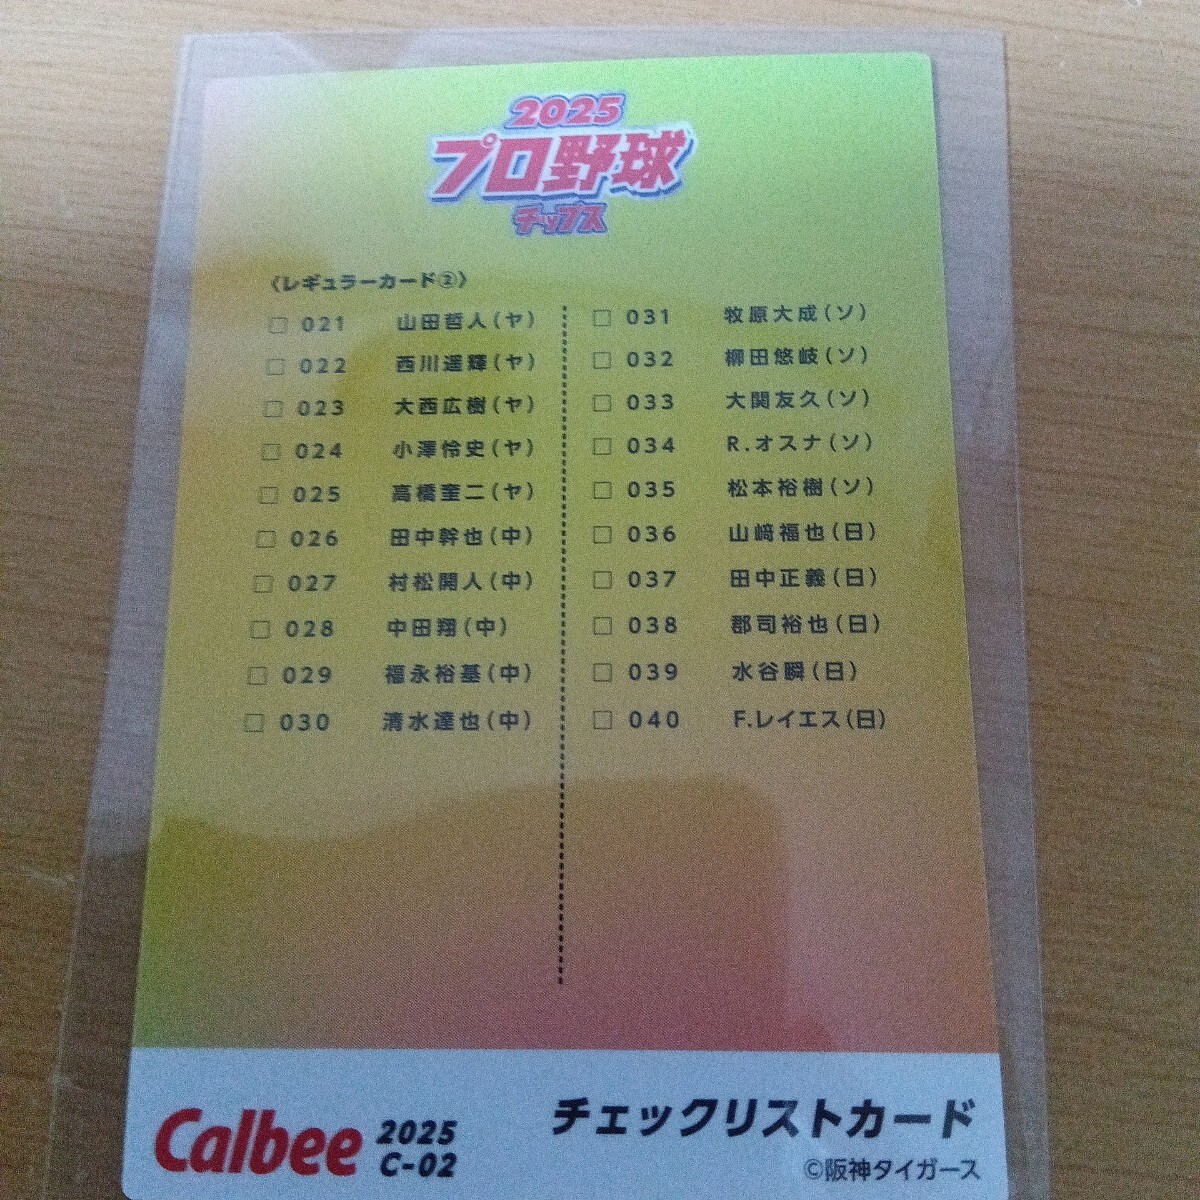 2025
プロ野球
チップス
〈レギュラーカード②〉
□ 021 山田哲人(ヤ)
□ 022 西川遥輝(ヤ)
□ 023 大西広樹(ヤ)
□ 024 小澤怜史(ヤ)
□ 025 高橋奎二(ヤ)
□ 026 田中幹也(中)
□ 027 村松開人(中)
□ 028 中田翔(中)
□ 029 福永裕基(中)
□ 030 清水達也(中)
□ 031 牧原大成(ソ)
□ 032 柳田悠岐(ソ)
□ 033 大関友久(ソ)
□ 034 R.オスナ(ソ)
□ 035 松本裕樹(ソ)
□ 036 山﨑福也(日)
□ 037 田中正義(日)
□ 038 郡司裕也(日)
□ 039 水谷瞬(日)
□ 040 F.レイエス(日)
Calbee 2025
C-02
チェックリストカード
©阪神タイガース